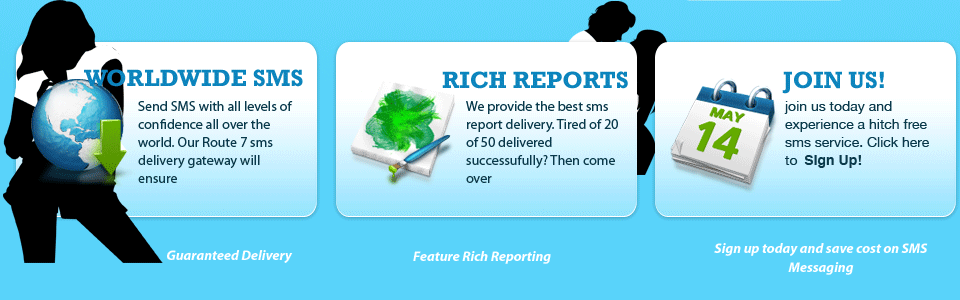 WORLDWIDE SMS
Send SMS with all levels of
confidence all over the
world. Our Route 7 sms
delivery gateway will
ensure
Guaranteed Delivery
RICH REPORTS
We provide the best sms
report delivery. Tired of 20
of 50 delivered
successufully? Then come
over
Feature Rich Reporting
MAY
14
JOIN US!
join us today and
experience a hitch free
sms service. Click here
to Sign Up!
Sign up today and save cost on SMS
Messaging